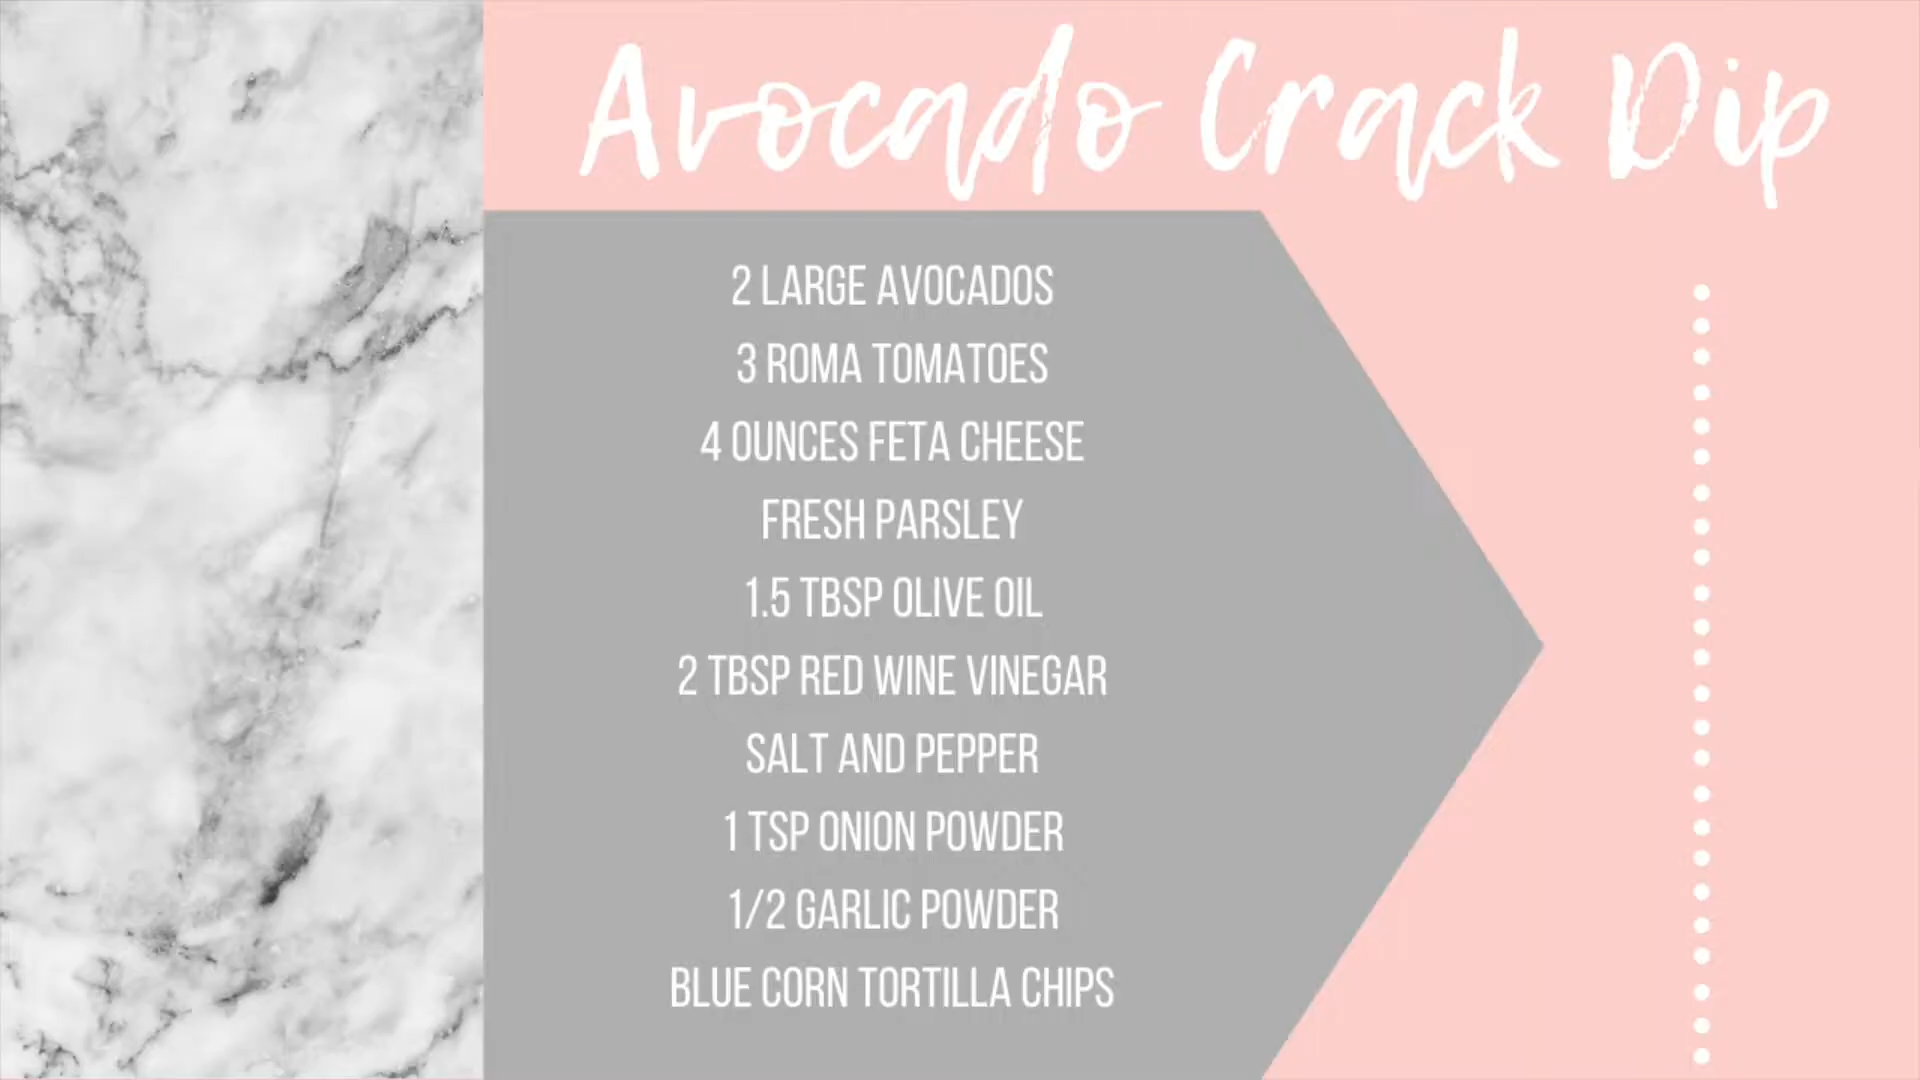 Avocado Crack Dip
2 LARGE AVOCADOS
3 ROMA TOMATOES
4 OUNCES FETA CHEESE
FRESH PARSLEY
1.5 TBSP OLIVE OIL
2 TBSP RED WINE VINEGAR
SALT AND PEPPER
1 TSP ONION POWDER
1/2 GARLIC POWDER
BLUE CORN TORTILLA CHIPS